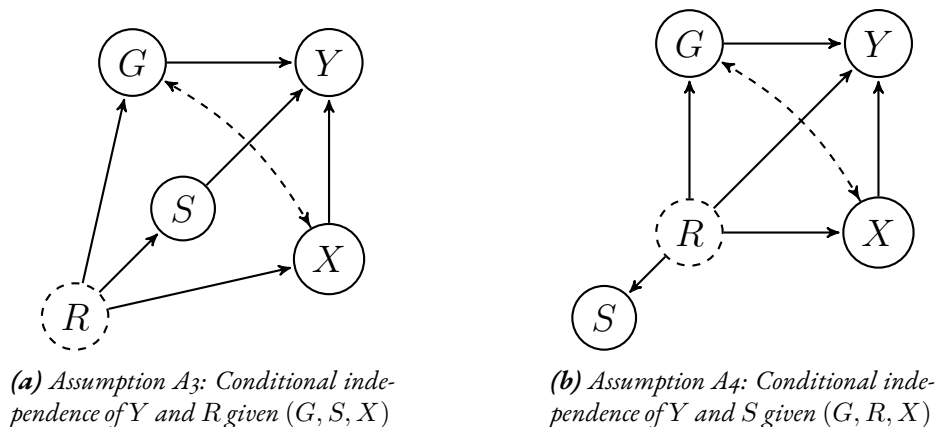 G Y
S
X
R
(a) Assumption A3: Conditional inde-
pendence of Y and R given (G, S, X)
G Y
R X
S
(b) Assumption A4: Conditional inde-
pendence of Y and S given (G, R, X)